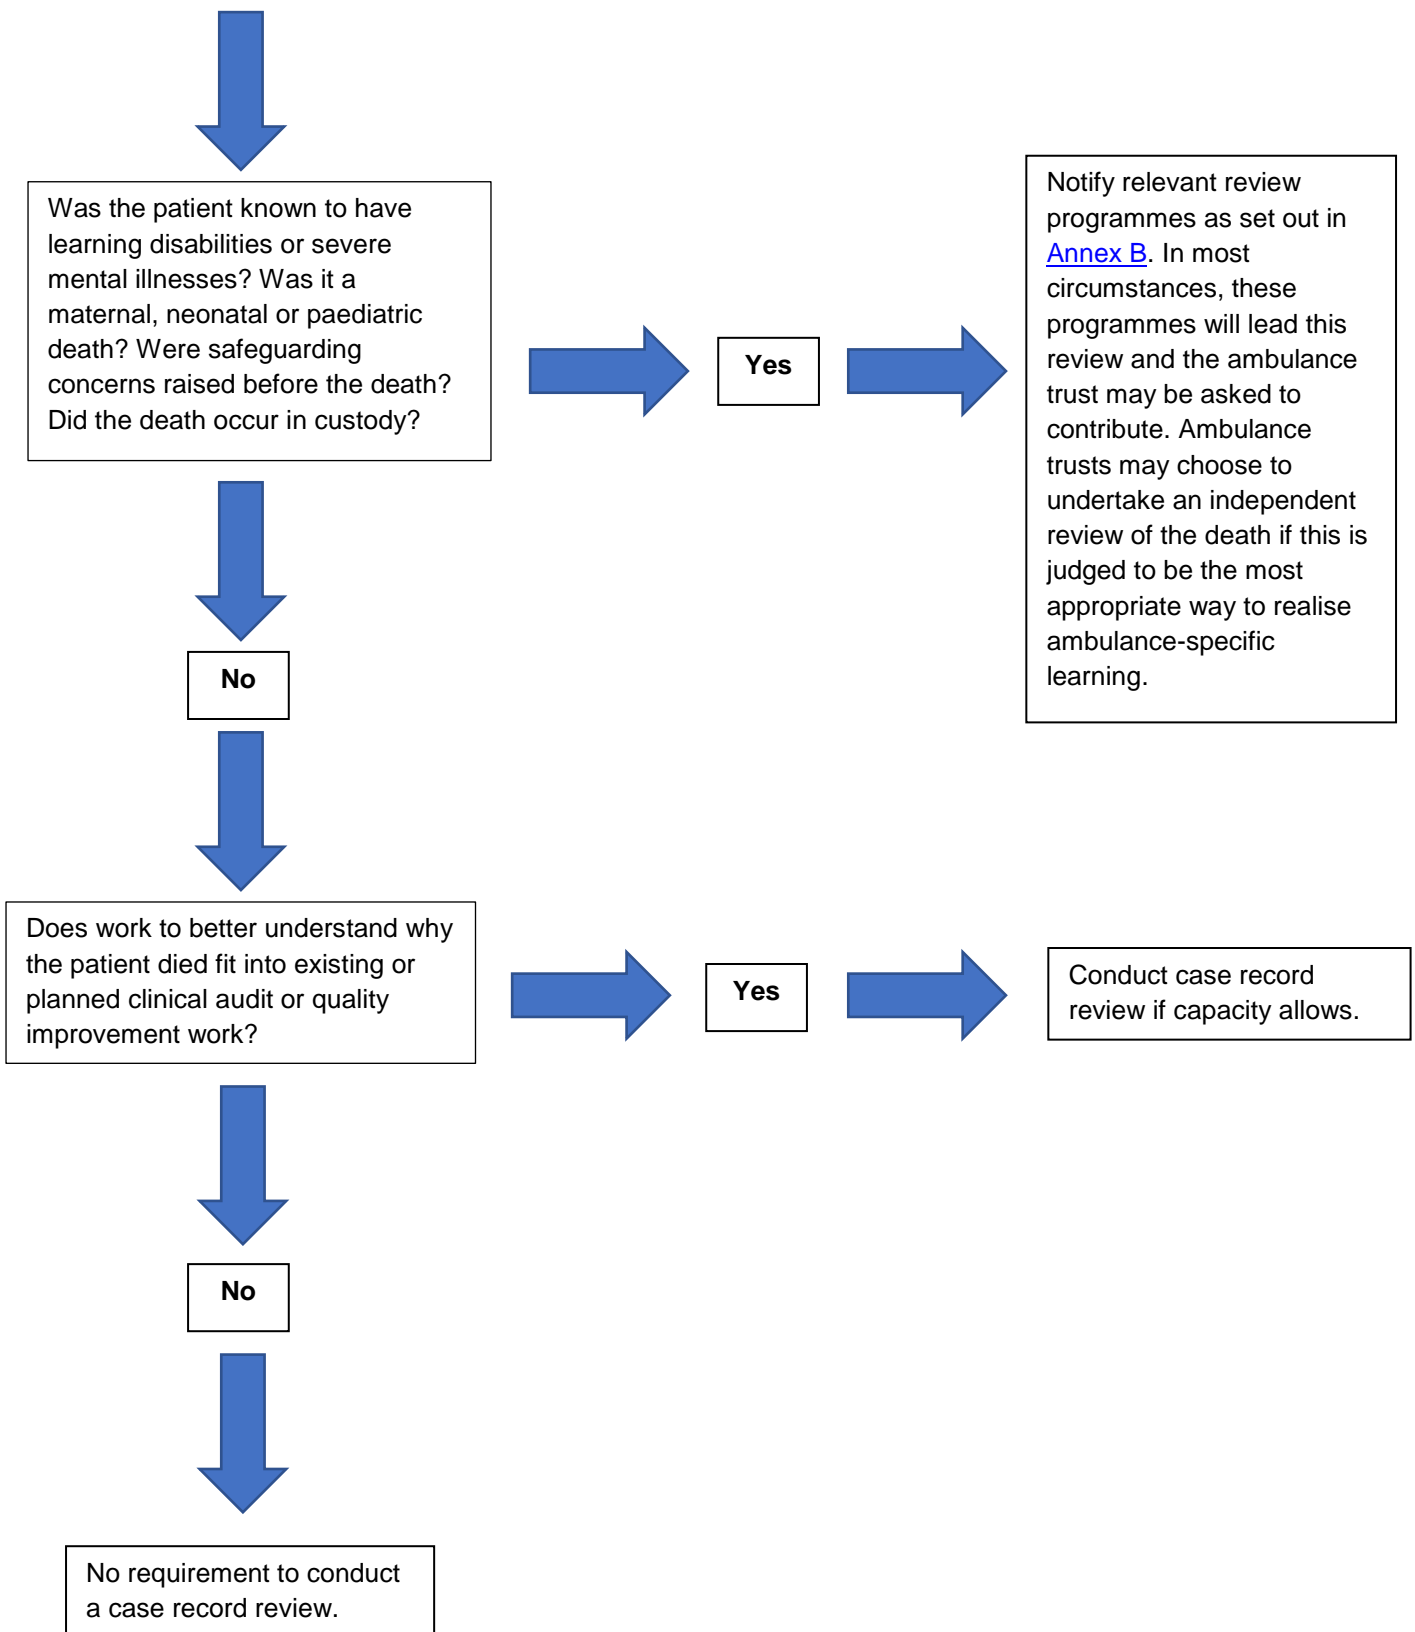 Was the patient known to have
learning disabilities or severe
mental illnesses? Was it a
maternal, neonatal or paediatric
death? Were safeguarding
concerns raised before the death?
Did the death occur in custody?
Yes
Notify relevant review
programmes as set out in
Annex B. In most
circumstances, these
programmes will lead this
review and the ambulance
trust may be asked to
contribute. Ambulance
trusts may choose to
undertake an independent
review of the death if this is
judged to be the most
appropriate way to realise
ambulance-specific
learning.
No
Does work to better understand why
the patient died fit into existing or
planned clinical audit or quality
improvement work?
Yes
Conduct case record
review if capacity allows.
No
No requirement to conduct
a case record review.